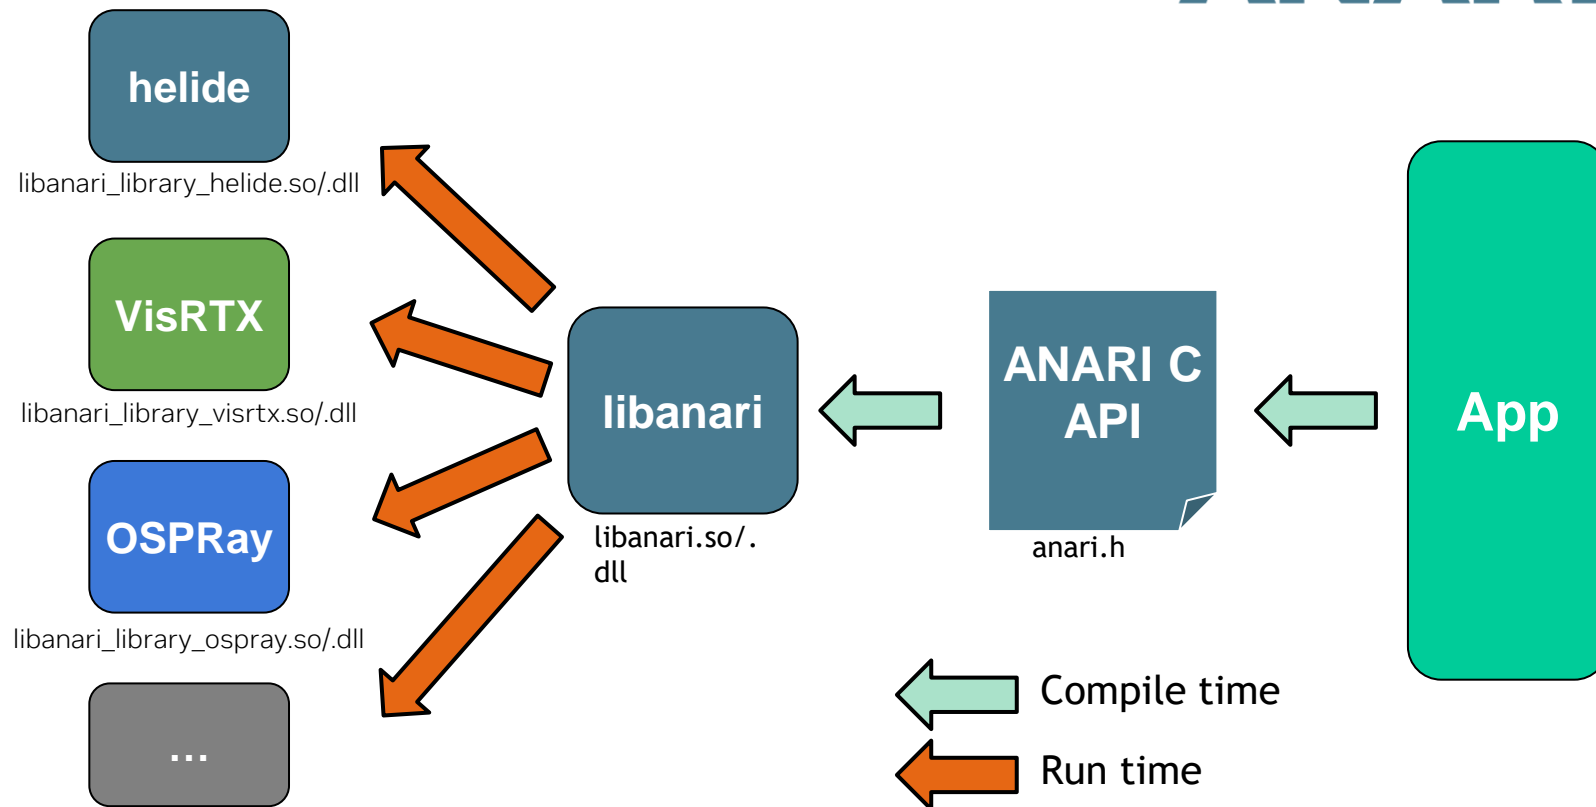 helide
libanari_library_helide.so/.dll
VisRTX
libanari_library_visrtx.so/.dll
OSPRay
libanari_library_ospray.so/.dll
...
libanari
libanari.so/.
dll
ANARI C
API
anari.h
App
Compile time
Run time